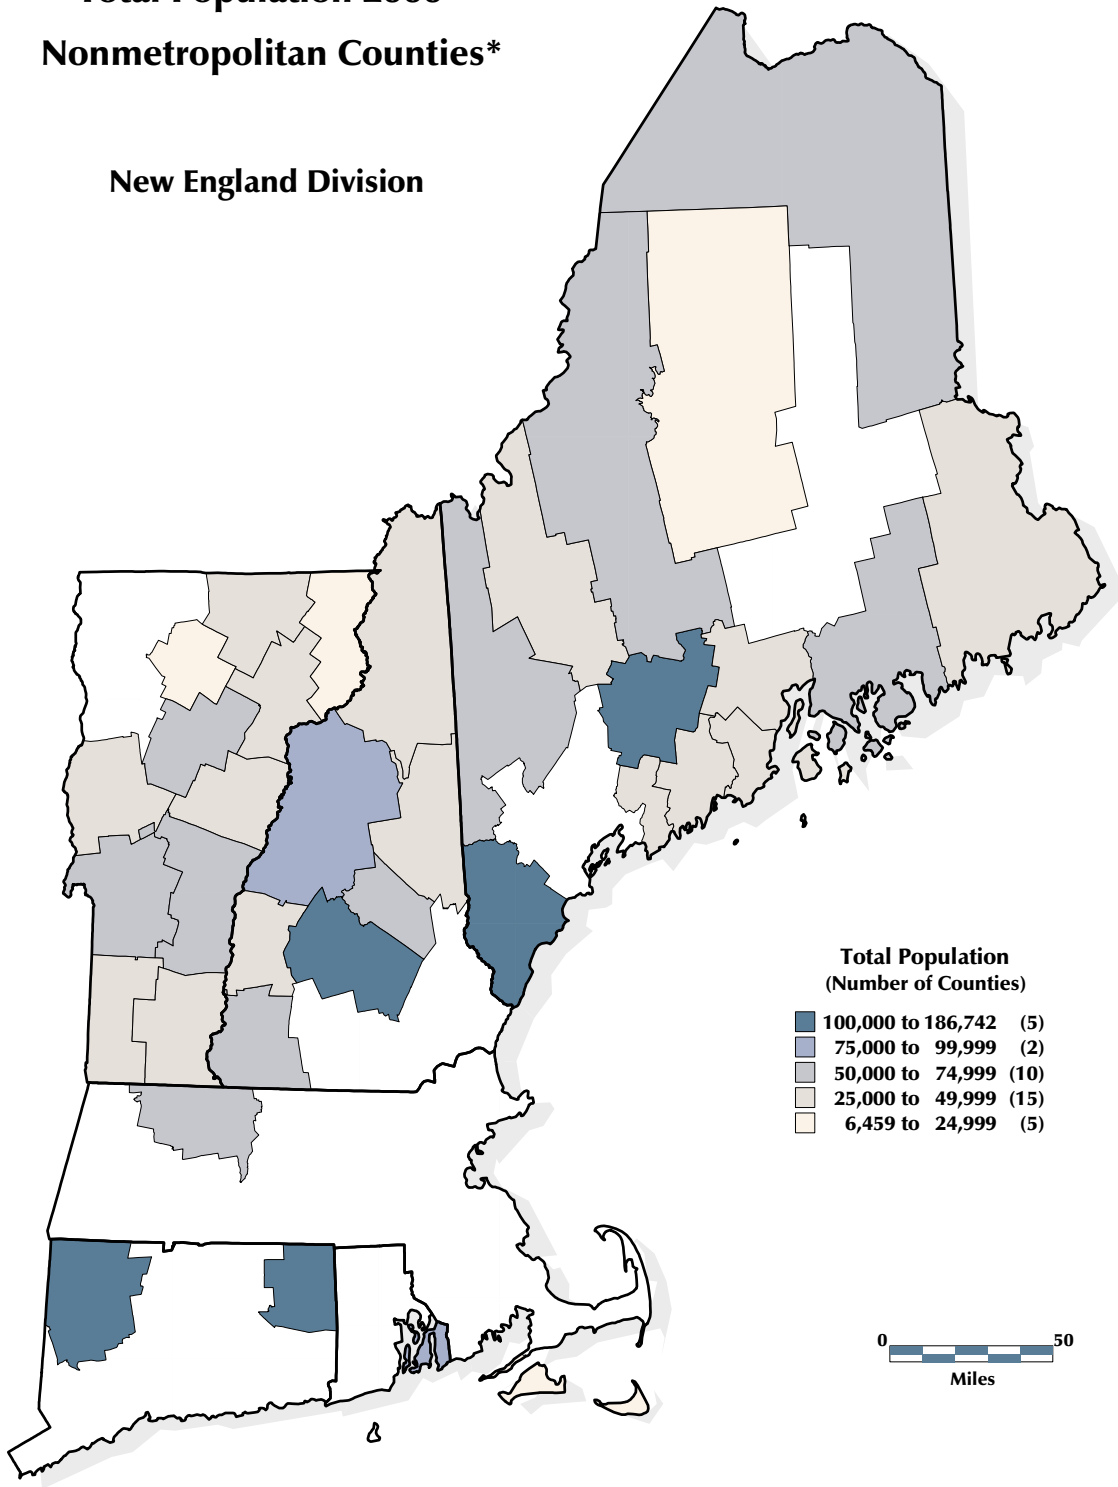 Nonmetropolitan Counties*
New England Division
Total Population
(Number of Counties)
100,000 to 186,742 (5)
75,000 to 99,999 (2)
50,000 to 74,999 (10)
25,000 to 49,999 (15)
6,459 to 24,999 (5)
0 50
Miles